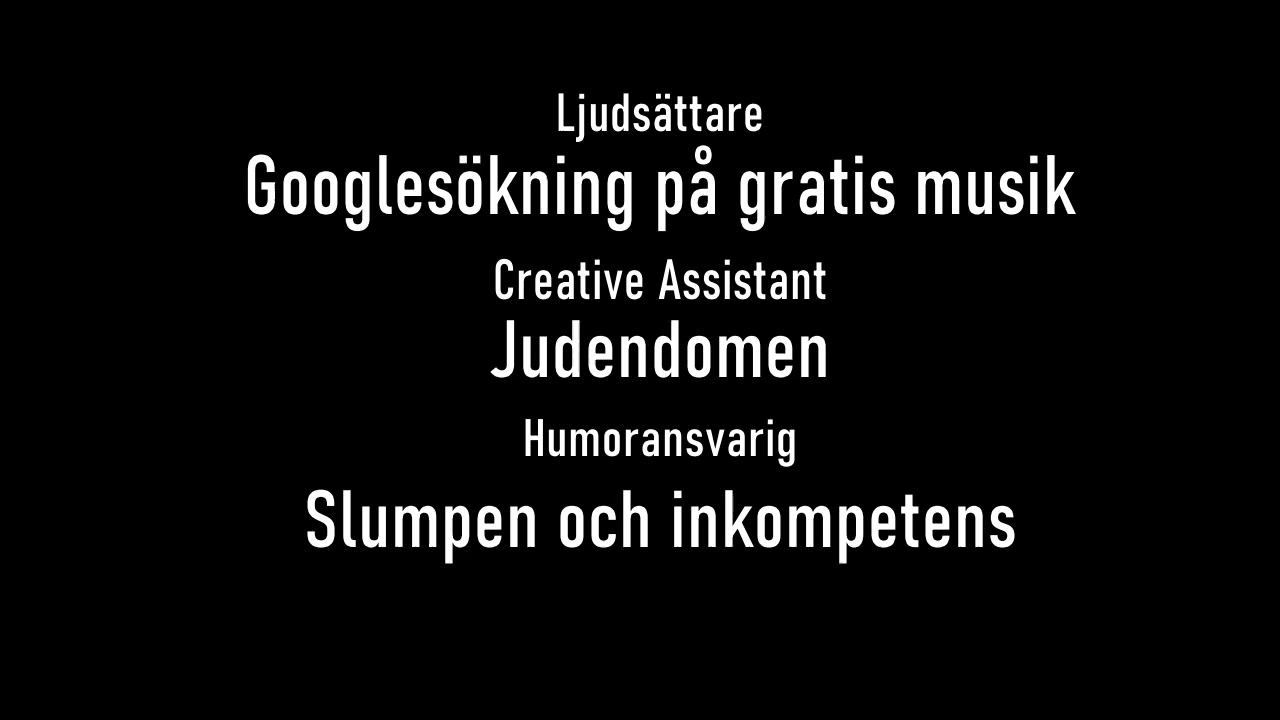 Ljudsättare
Googlesökning på gratis musik
Creative Assistant
Judendomen
Humoransvarig
Slumpen och inkompetens